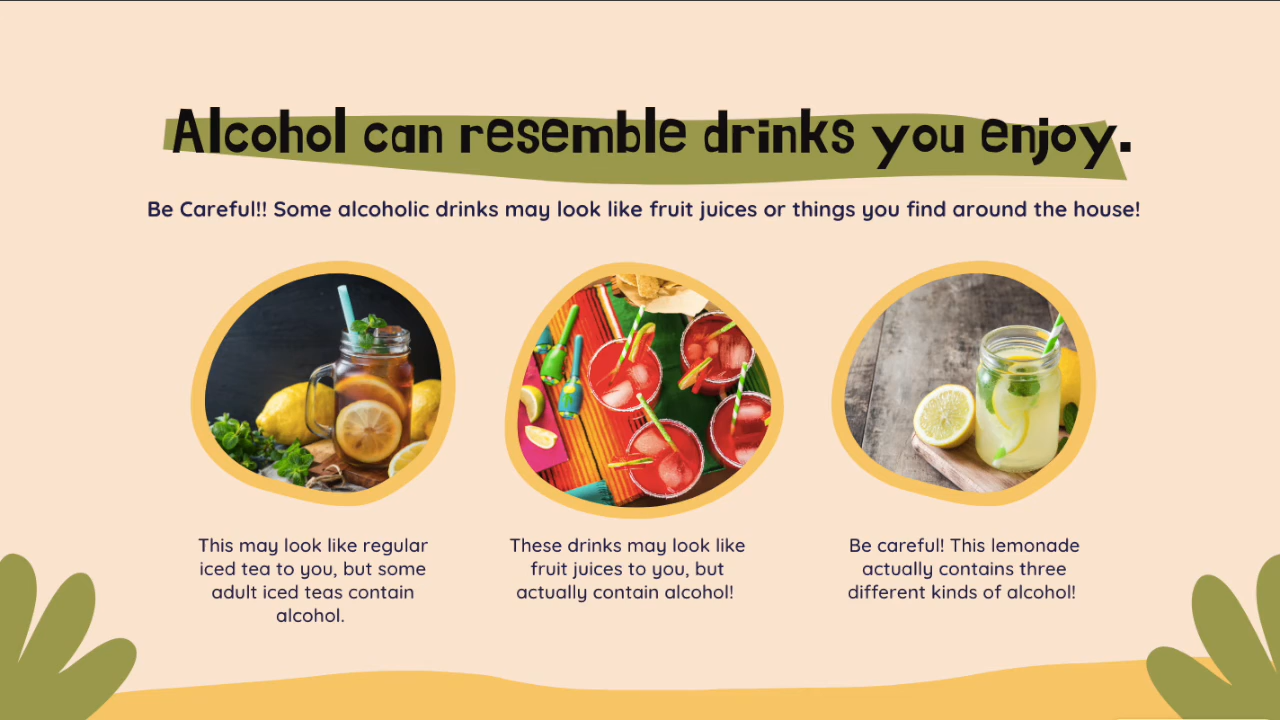 Alcohol can resemble drinks you enjoy.
Be Careful!! Some alcoholic drinks may look like fruit juices or things you find around the house!
This may look like regular
iced tea to you, but some
adult iced teas contain
alcohol.
These drinks may look like
fruit juices to you, but
actually contain alcohol!
Be careful! This lemonade
actually contains three
different kinds of alcohol!